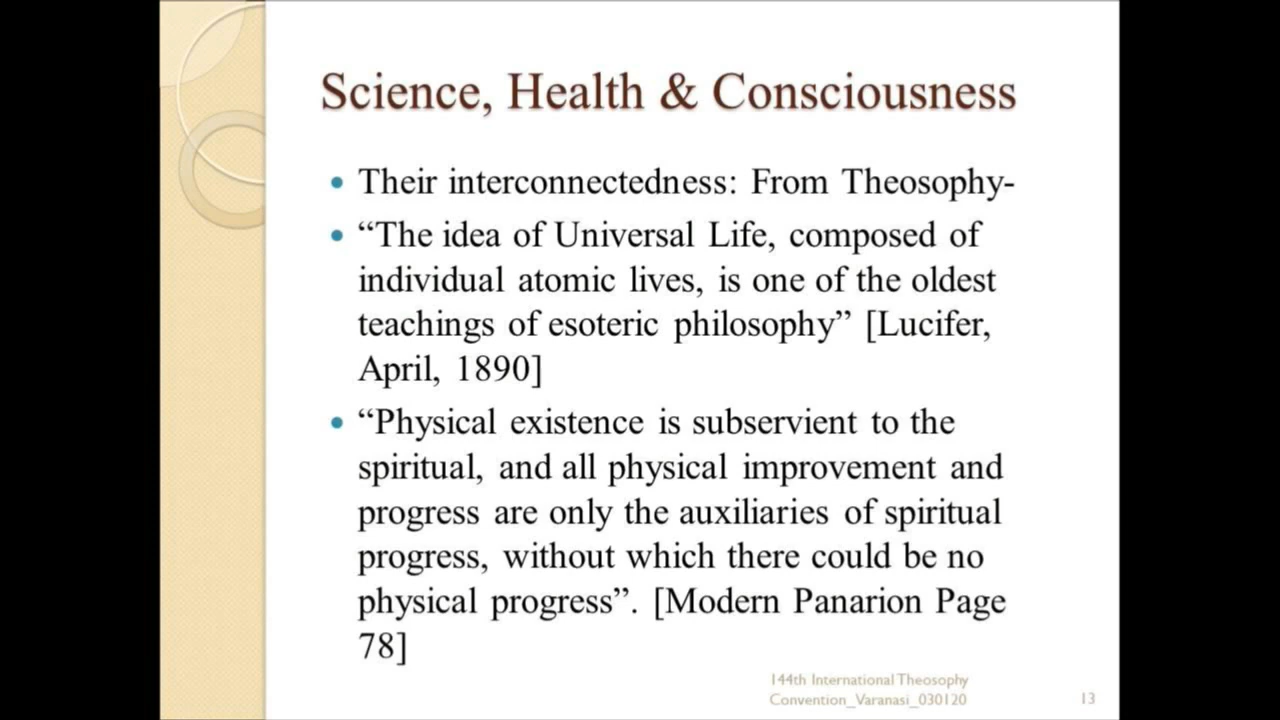 Science, Health & Consciousness
• Their interconnectedness: From Theosophy-
• “The idea of Universal Life, composed of
individual atomic lives, is one of the oldest
teachings of esoteric philosophy” [Lucifer,
April, 1890]
• “Physical existence is subservient to the
spiritual, and all physical improvement and
progress are only the auxiliaries of spiritual
progress, without which there could be no
physical progress”. [Modern Panarion Page
78]
144th International Theosophy
Convention_Varanasi_030120
13